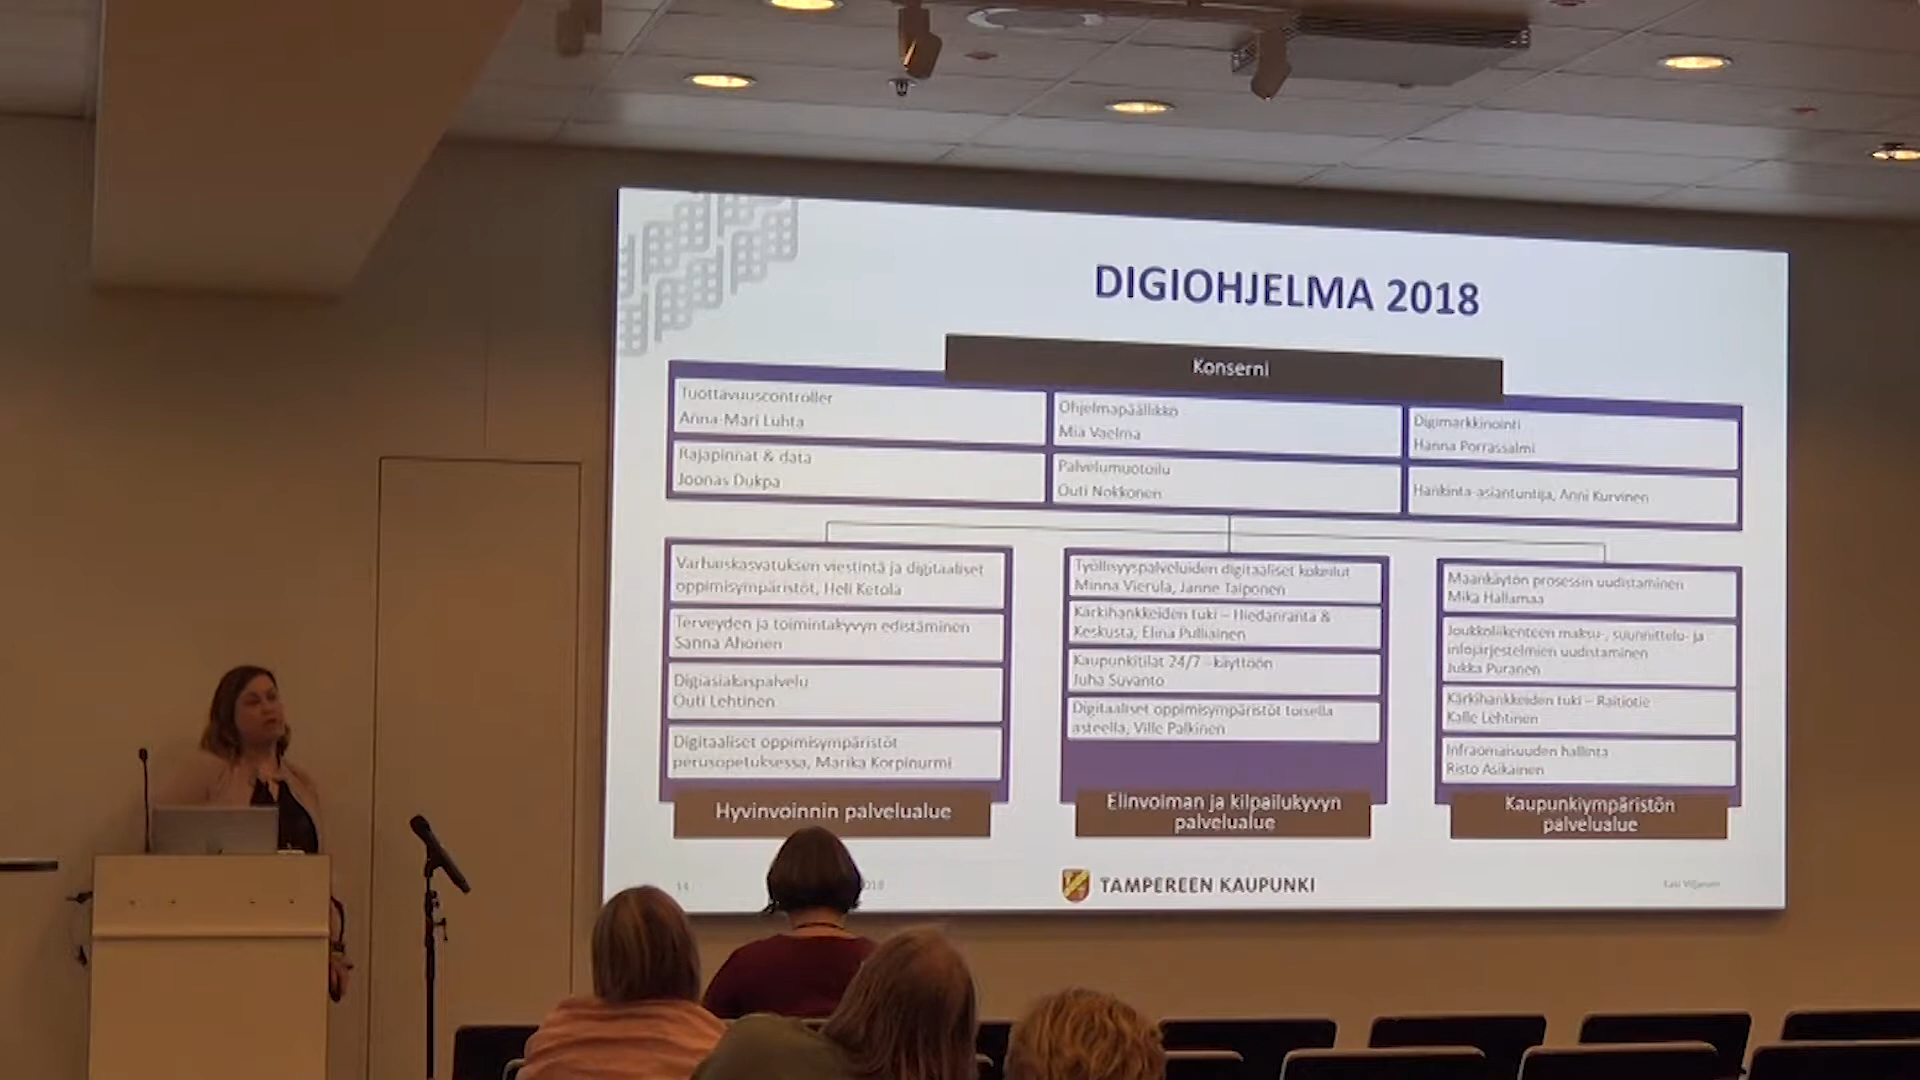 DIGIOHJELMA 2018
Konserni
Tuottavuuscontroller
Anna-Mari Luhta
Ohjelmapäällikkö
Mia Vaelma
Digimarkkinointi
Hanna Porrassalmi
Rajapinnat & data
Joonas Dukpa
Palvelumuotoilu
Outi Nokkonen
Hankinta-asiantuntija, Anni Kurvinen
Varhaiskasvatuksen viestintä ja digitaaliset
oppimisympäristöt, Heli Ketola
Terveyden ja toimintakyvyn edistäminen
Sanna Ahonen
Digiasiakaspalvelu
Outi Lehtinen
Digitaaliset oppimisympäristöt
perusopetuksessa, Marika Korpinurmi
Hyvinvoinnin palvelualue
Työllisyyspalveluiden digitaaliset kokeilut
Minna Vierula, Janne Taiponen
Kärkihankkeiden tuki – Hiedanranta &
Keskusta, Elina Pulliainen
Kaupunkitilat 24/7 -käyttöön
Juha Suvanto
Digitaaliset oppimisympäristöt toisella
asteella, Ville Palkinen
Elinvoiman ja kilpailukyvyn
palvelualue
Maankäytön prosessin uudistaminen
Mika Hallamaa
Joukkoliikenteen maksu-, suunnittelu- ja
infojärjestelmien uudistaminen
Jukka Puranen
Kärkihankkeiden tuki – Raitiotie
Kalle Lehtinen
Infraomaisuuden hallinta
Risto Asikainen
Kaupunkiympäristön
palvelualue
14
TAMPEREEN KAUPUNKI